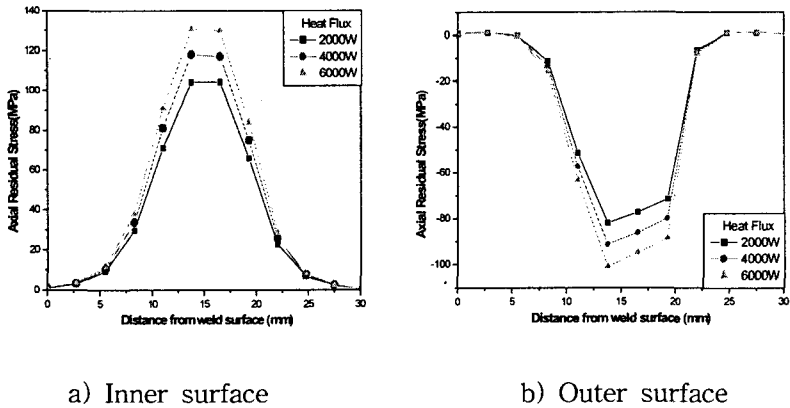 140
120
100
80
60
40
20
0
Axial Residual Stress(MPa)
0 5 10 15 20 25 30
Distance from weld surface (mm)
Heat Flux
2000W
4000W
6000W
a) Inner surface
0
-20
-40
-60
-80
-100
Axial Residual Stress(MPa)
0 5 10 15 20 25 30
Distance from weld surface (mm)
Heat Flux
2000W
4000W
6000W
b) Outer surface